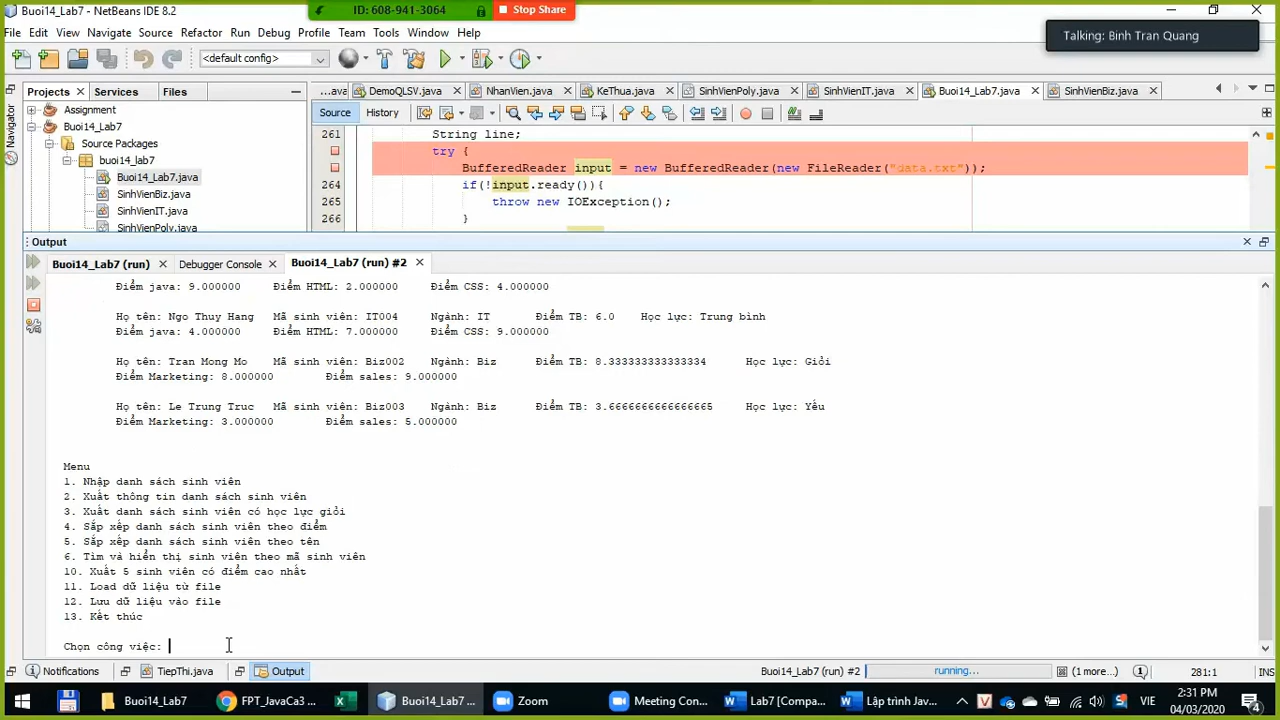 Buoi14_Lab7 - NetBeans IDE 8.2
ID: 608-941-3064
Stop Share
File Edit View Navigate Source Refactor Run Debug Profile Team Tools Window Help
Talking: Binh Tran Quang
<default config>
Projects Services Files
...ava DemoQLSV.java NhanVien.java KeThua.java SinhVienPoly.java SinhVienIT.java Buoi14_Lab7.java SinhVienBiz.java
Navigator
Assignment
Buoi14_Lab7
Source Packages
buoi14_lab7
Buoi14_Lab7.java
SinhVienBiz.java
SinhVienIT.java
SinhVienPoly.java
Source History
261 String line;
try {
BufferedReader input = new BufferedReader(new FileReader("data.txt"));
264 if(!input.ready()){
265 throw new IOException();
266 }
Output
Buoi14_Lab7 (run) Debugger Console Buoi14_Lab7 (run) #2
Điểm java: 9.000000 Điểm HTML: 2.000000 Điểm CSS: 4.000000
Họ tên: Ngo Thuy Hang Mã sinh viên: IT004 Ngành: IT Điểm TB: 6.0 Học lực: Trung bình
Điểm java: 4.000000 Điểm HTML: 7.000000 Điểm CSS: 9.000000
Họ tên: Tran Mong Mo Mã sinh viên: Biz002 Ngành: Biz Điểm TB: 8.333333333333334 Học lực: Giỏi
Điểm Marketing: 8.000000 Điểm sales: 9.000000
Họ tên: Le Trung Truc Mã sinh viên: Biz003 Ngành: Biz Điểm TB: 3.6666666666666665 Học lực: Yếu
Điểm Marketing: 3.000000 Điểm sales: 5.000000
Menu
1. Nhập danh sách sinh viên
2. Xuất thông tin danh sách sinh viên
3. Xuất danh sách sinh viên có học lực giỏi
4. Sắp xếp danh sách sinh viên theo điểm
5. Sắp xếp danh sách sinh viên theo tên
6. Tìm và hiển thị sinh viên theo mã sinh viên
10. Xuất 5 sinh viên có điểm cao nhất
11. Load dữ liệu từ file
12. Lưu dữ liệu vào file
13. Kết thúc
Chọn công việc:
Notifications TiepThi.java Output Buoi14_Lab7 (run) #2 running... (1 more...) 281:1 INS
Buoi14_Lab7 FPT_JavaCa3 ... Buoi14_Lab7 ... Zoom Meeting Con... Lab7 [Compa... Lập trình Jav... VIE
2:31 PM
04/03/2020
4